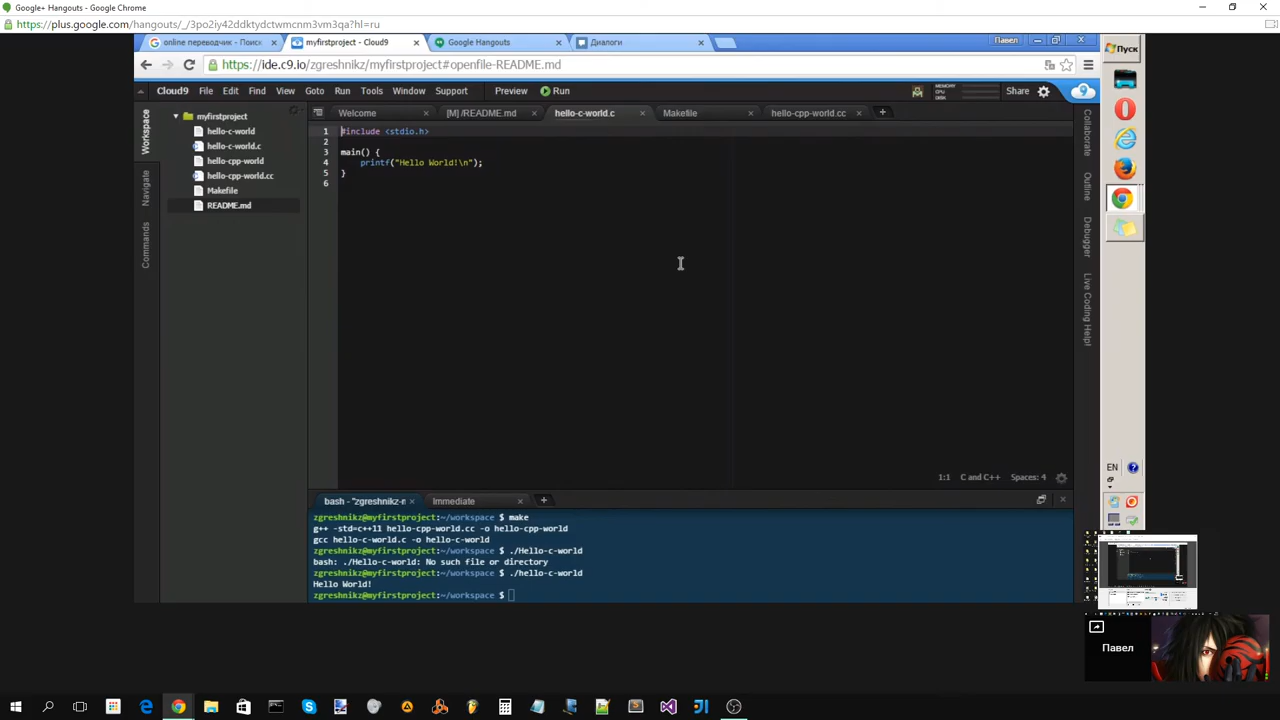 Google+ Hangouts - Google Chrome
https://plus.google.com/hangouts/_/3po2iy42ddktydctwmcnm3vm3qa?hl=ru
online переводчик - Поиск
myfirstproject - Cloud9
Google Hangouts
Диалоги
Павел
Пуск
https://ide.c9.io/zgreshnikz/myfirstproject#openfile-README.md
Cloud9 File Edit Find View Goto Run Tools Window Support Preview Run
MEMORY
CPU
DISK
Share
Workspace
Navigate
Commands
myfirstproject
hello-c-world
hello-c-world.c
hello-cpp-world
hello-cpp-world.cc
Makefile
README.md
Welcome
[M] /README.md
hello-c-world.c
Makefile
hello-cpp-world.cc
1 #include <stdio.h>
2
3 main() {
4 printf("Hello World!\n");
5 }
6
Collaborate
Outline
Debugger
Live Coding Help!
1:1 C and C++ Spaces: 4
EN
bash - "zgreshnikz-m
Immediate
zgreshnikz@myfirstproject:~/workspace $ make
g++ -std=c++11 hello-cpp-world.cc -o hello-cpp-world
gcc hello-c-world.c -o hello-c-world
zgreshnikz@myfirstproject:~/workspace $ ./Hello-c-world
bash: ./Hello-c-world: No such file or directory
zgreshnikz@myfirstproject:~/workspace $ ./hello-c-world
Hello World!
zgreshnikz@myfirstproject:~/workspace $
Павел